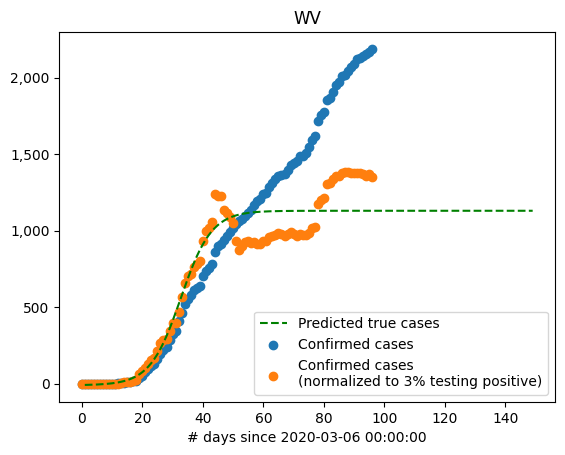 WV
2,000
1,500
1,000
500
0
Predicted true cases
Confirmed cases
Confirmed cases
(normalized to 3% testing positive)
0 20 40 60 80 100 120 140
# days since 2020-03-06 00:00:00